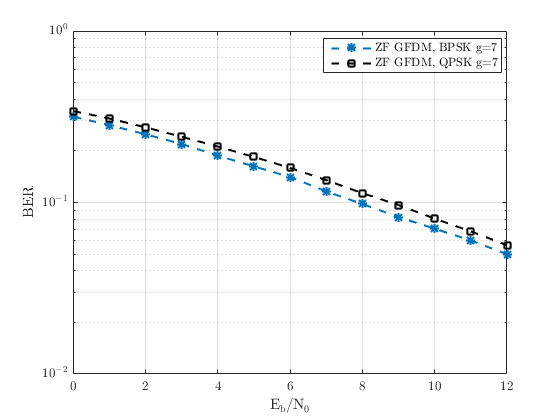 10^0
ZF GFDM, BPSK g=7
ZF GFDM, QPSK g=7
BER
10^-1
10^-2
0 2 4 6 8 10 12
E_b/N_0